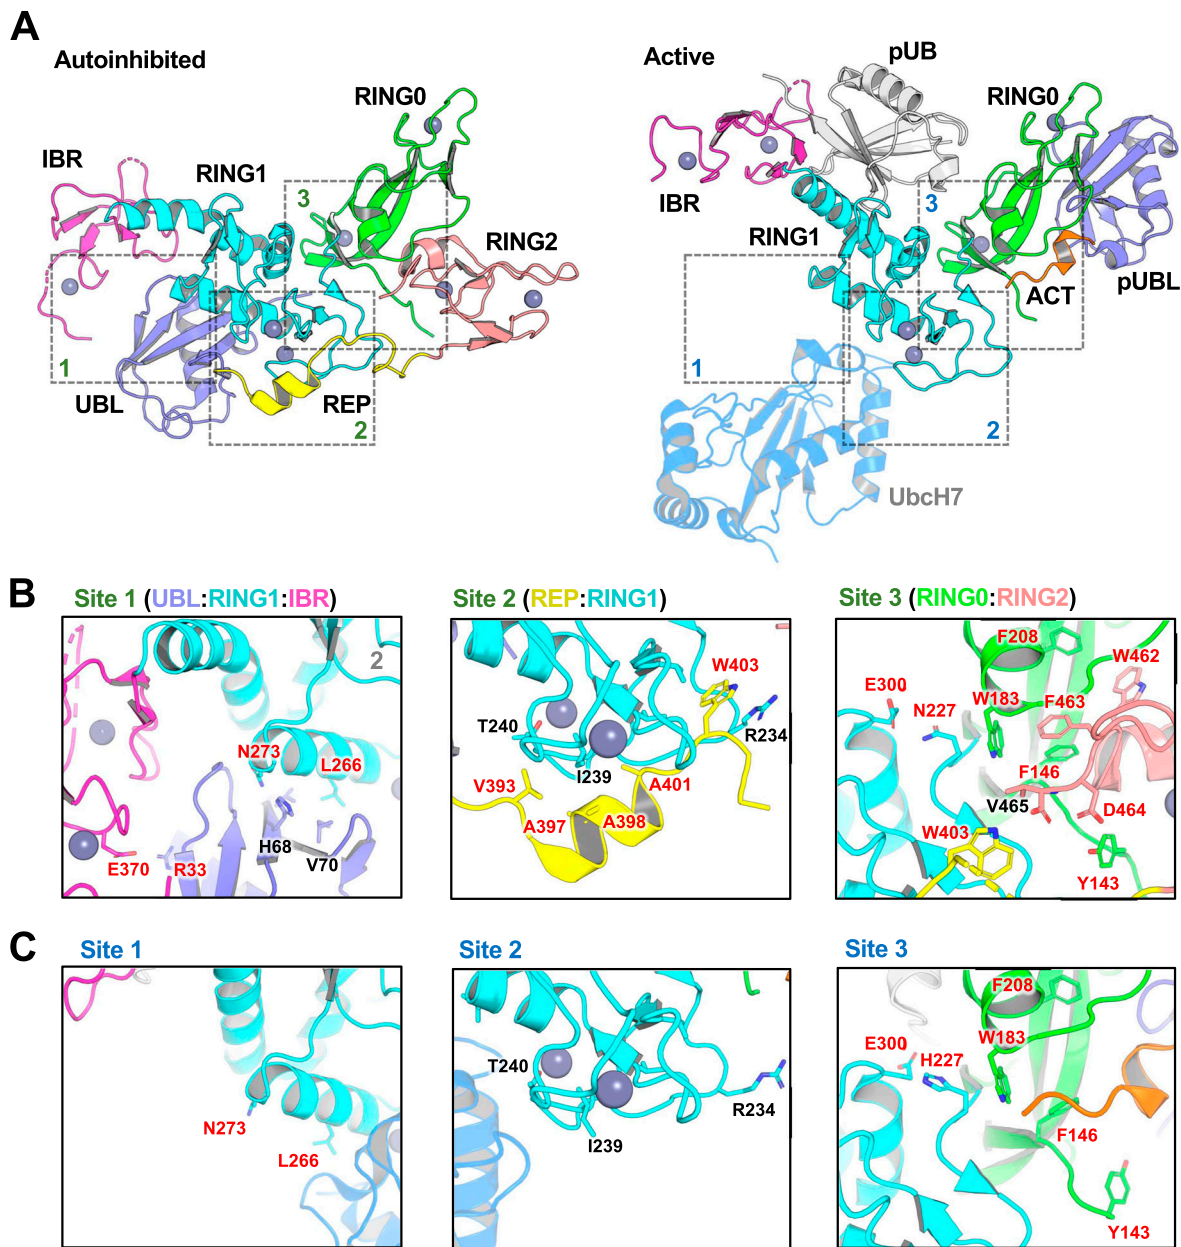 A
Autoinhibited
Active
pUB
RING0
RING0
IBR
RING1
3
RING2
IBR
RING1
3
ACT
pUBL
1
UBL
REP
2
1
2
UbcH7
B
Site 1 (UBL:RING1:IBR)
Site 2 (REP:RING1)
Site 3 (RING0:RING2)
2
N273
L266
H68
V70
E370
R33
W403
T240
R234
I239
V393
A401
A397
A398
F208
W462
E300
W183
F463
N227
F146
V465
D464
W403
Y143
C
Site 1
Site 2
Site 3
N273
L266
T240
R234
I239
F208
W183
E300
H227
F146
Y143